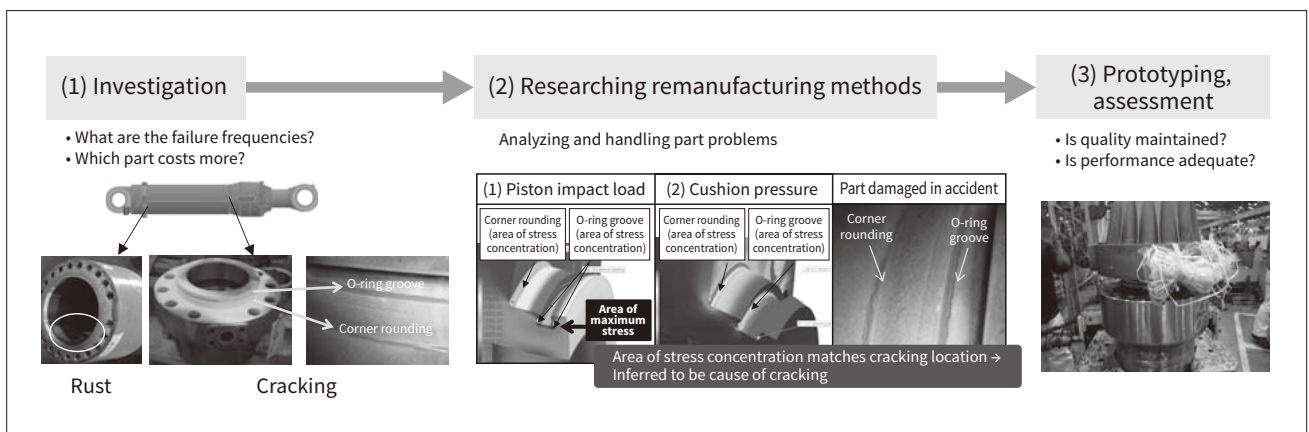 (1) Investigation
• What are the failure frequencies?
• Which part costs more?
O-ring groove
Corner rounding
Rust
Cracking
(2) Researching remanufacturing methods
Analyzing and handling part problems
(1) Piston impact load
Corner rounding
(area of stress
concentration)
O-ring groove
(area of stress
concentration)
Area of
maximum
stress
(2) Cushion pressure
Corner rounding
(area of stress
concentration)
O-ring groove
(area of stress
concentration)
Part damaged in accident
Corner
rounding
O-ring
groove
Area of stress concentration matches cracking location →
Inferred to be cause of cracking
(3) Prototyping,
assessment
• Is quality maintained?
• Is performance adequate?